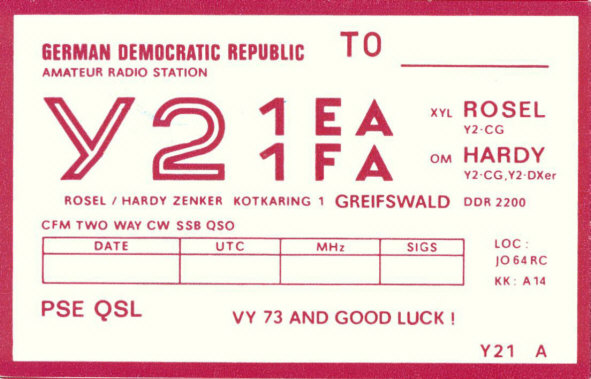 GERMAN DEMOCRATIC REPUBLIC TO
AMATEUR RADIO STATION
Y2 1EA XYL ROSEL
Y2-CG
1FA OM HARDY
Y2-CG, Y2-DXer
ROSEL / HARDY ZENKER KOTKARING 1 GREIFSWALD DDR 2200
CFM TWO WAY CW SSB QSO
DATE UTC MHz SIGS
LOC :
JO 64 RC
KK : A 14
PSE QSL VY 73 AND GOOD LUCK !
Y21 A